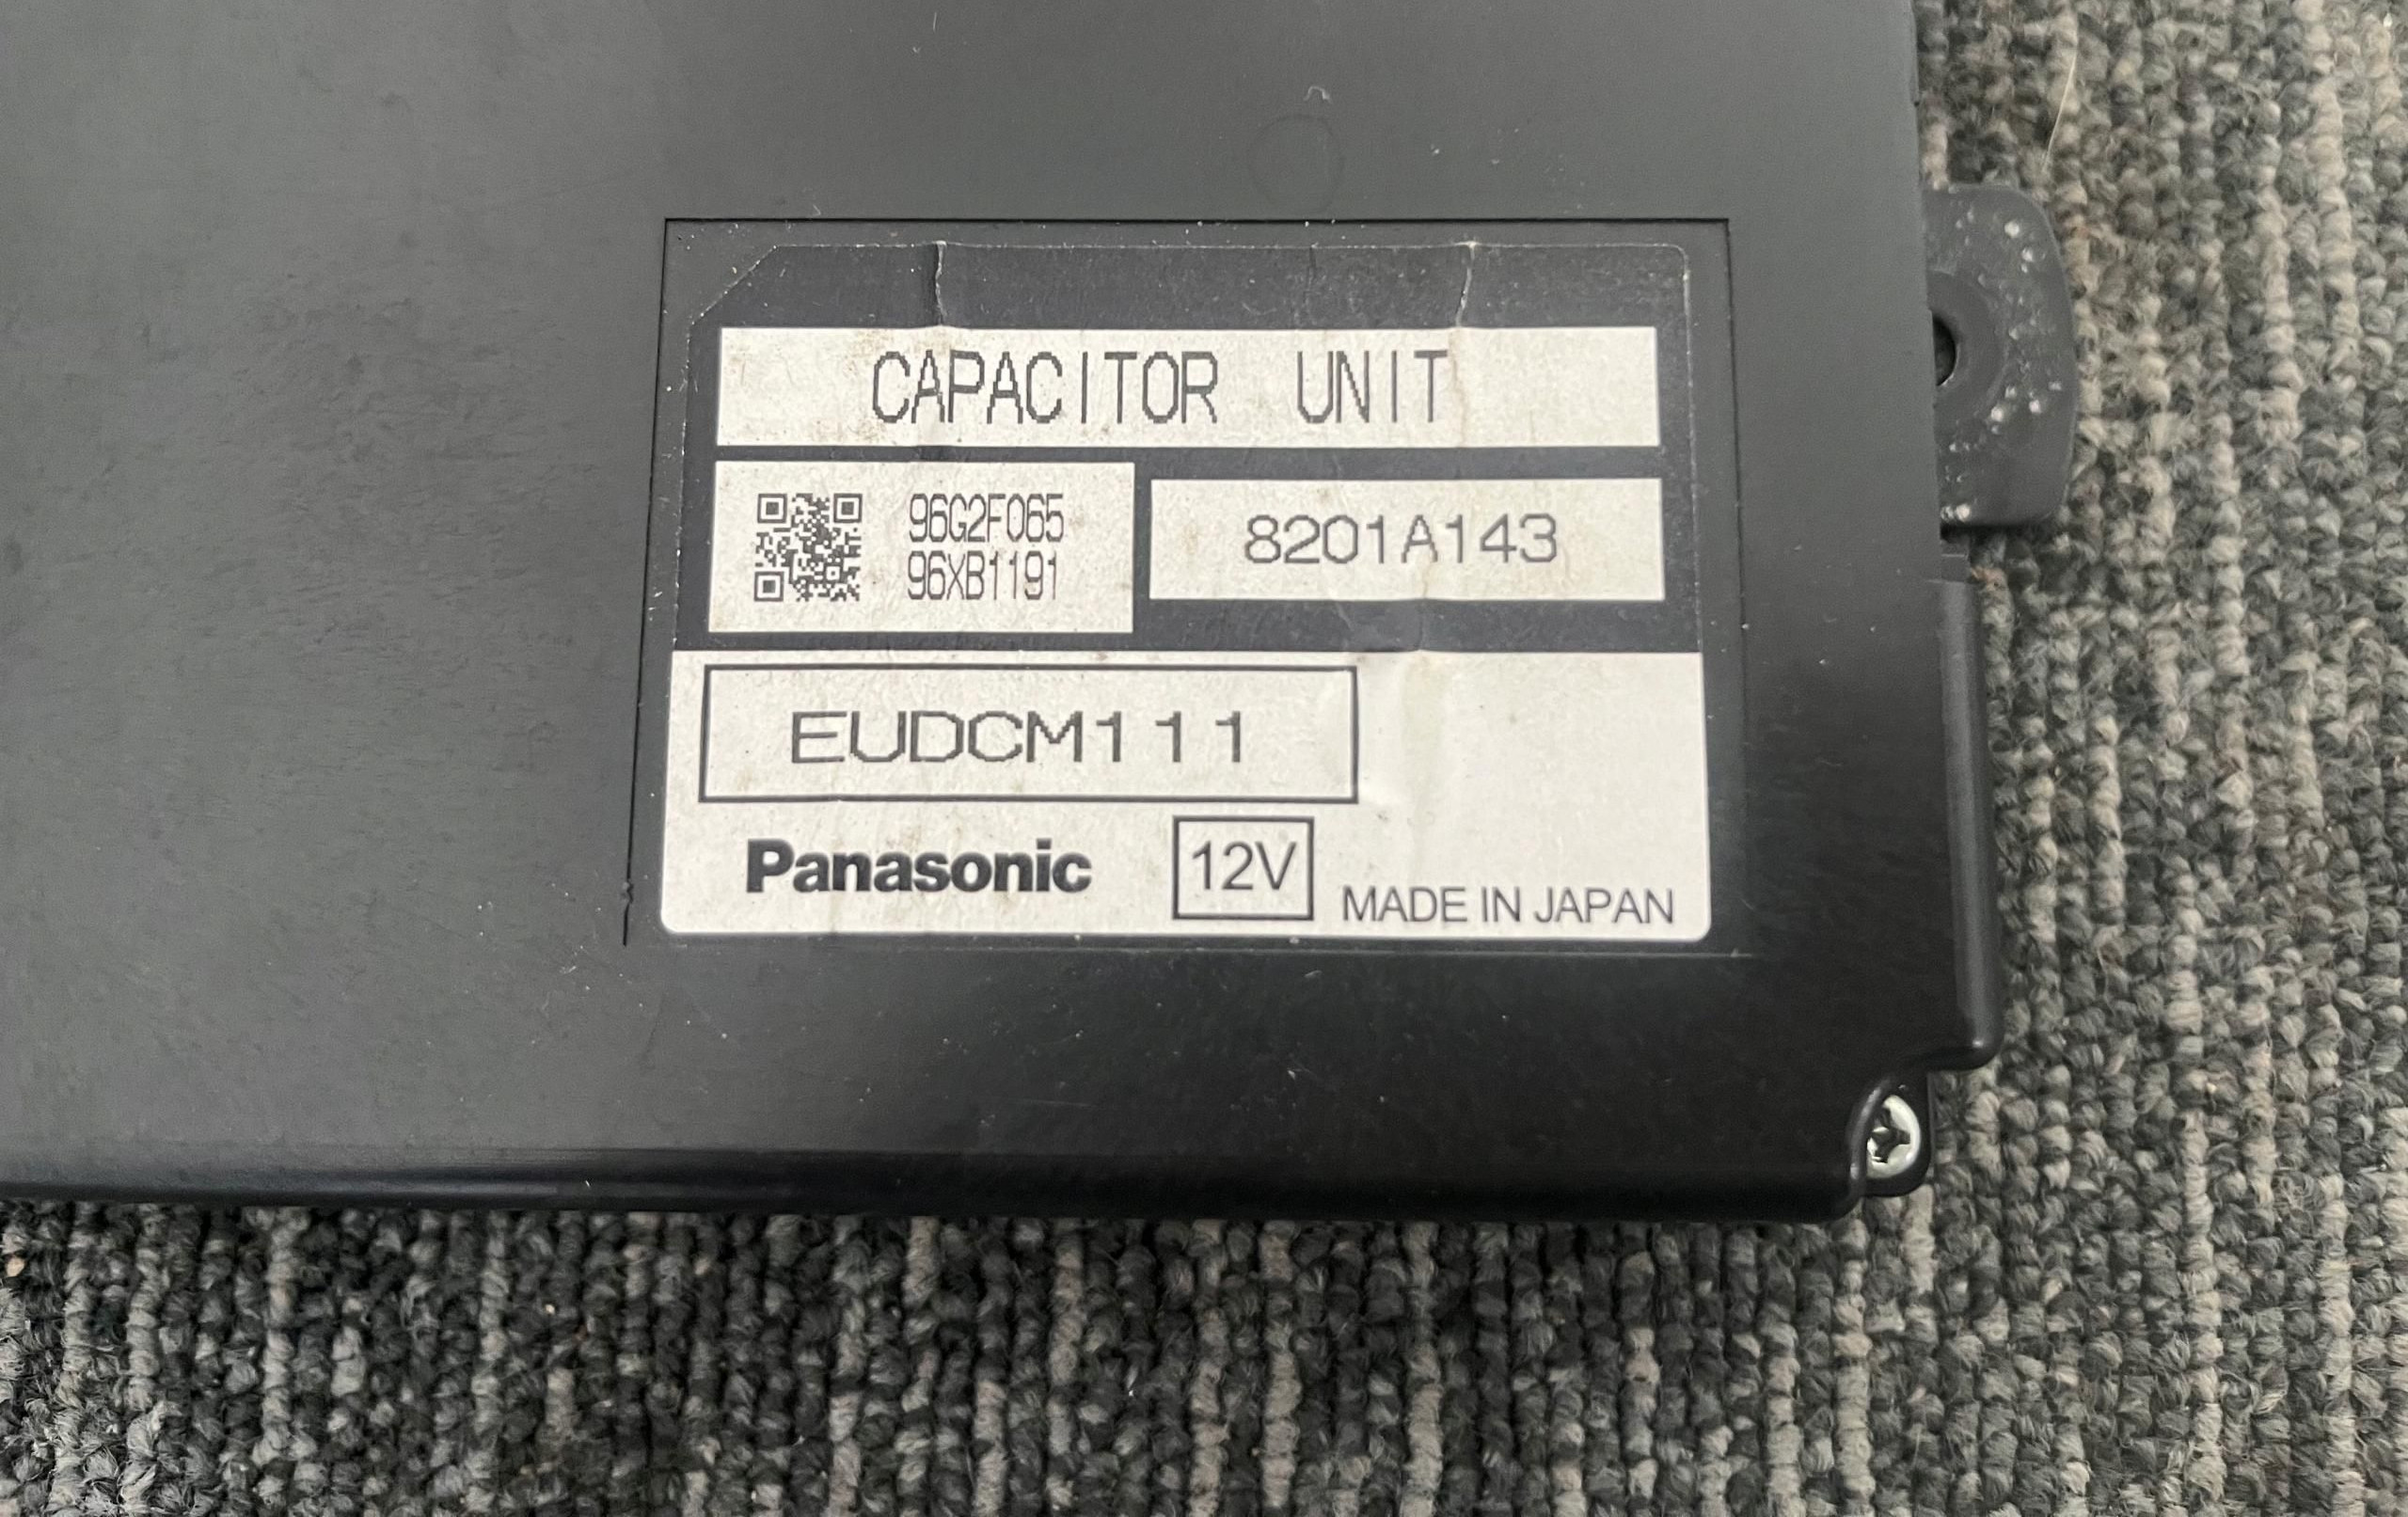 CAPACITOR UNIT
96G2F065
96XB1191
8201A143
EUDCM111
Panasonic
12V
MADE IN JAPAN